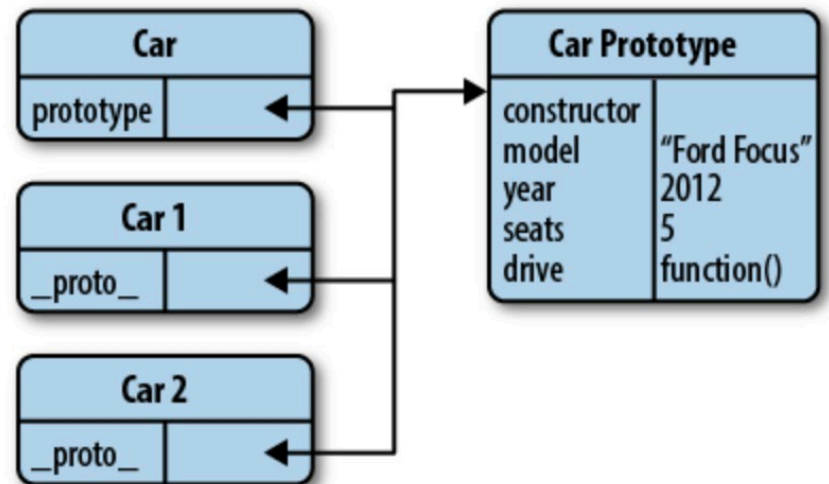 Car
prototype
Car 1
_proto_
Car 2
_proto_
Car Prototype
constructor
model “Ford Focus”
year 2012
seats 5
drive function()